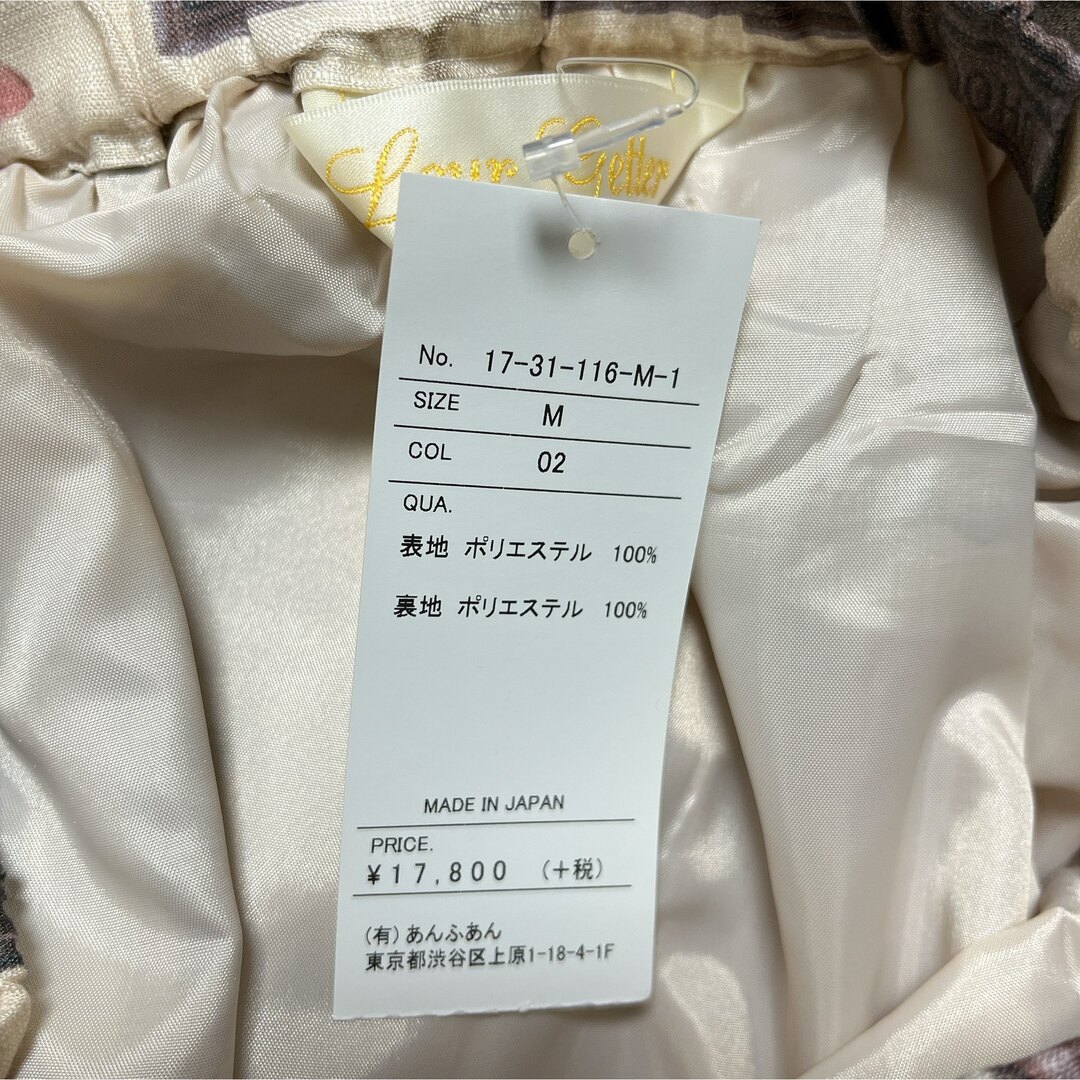 Getter
No. 17-31-116-M-1
SIZE M
COL 02
QUA.
表地 ポリエステル 100%
裏地 ポリエステル 100%
MADE IN JAPAN
PRICE.
¥17,800 (+税)
(有)あんふあん
東京都渋谷区上原1-18-4-1F